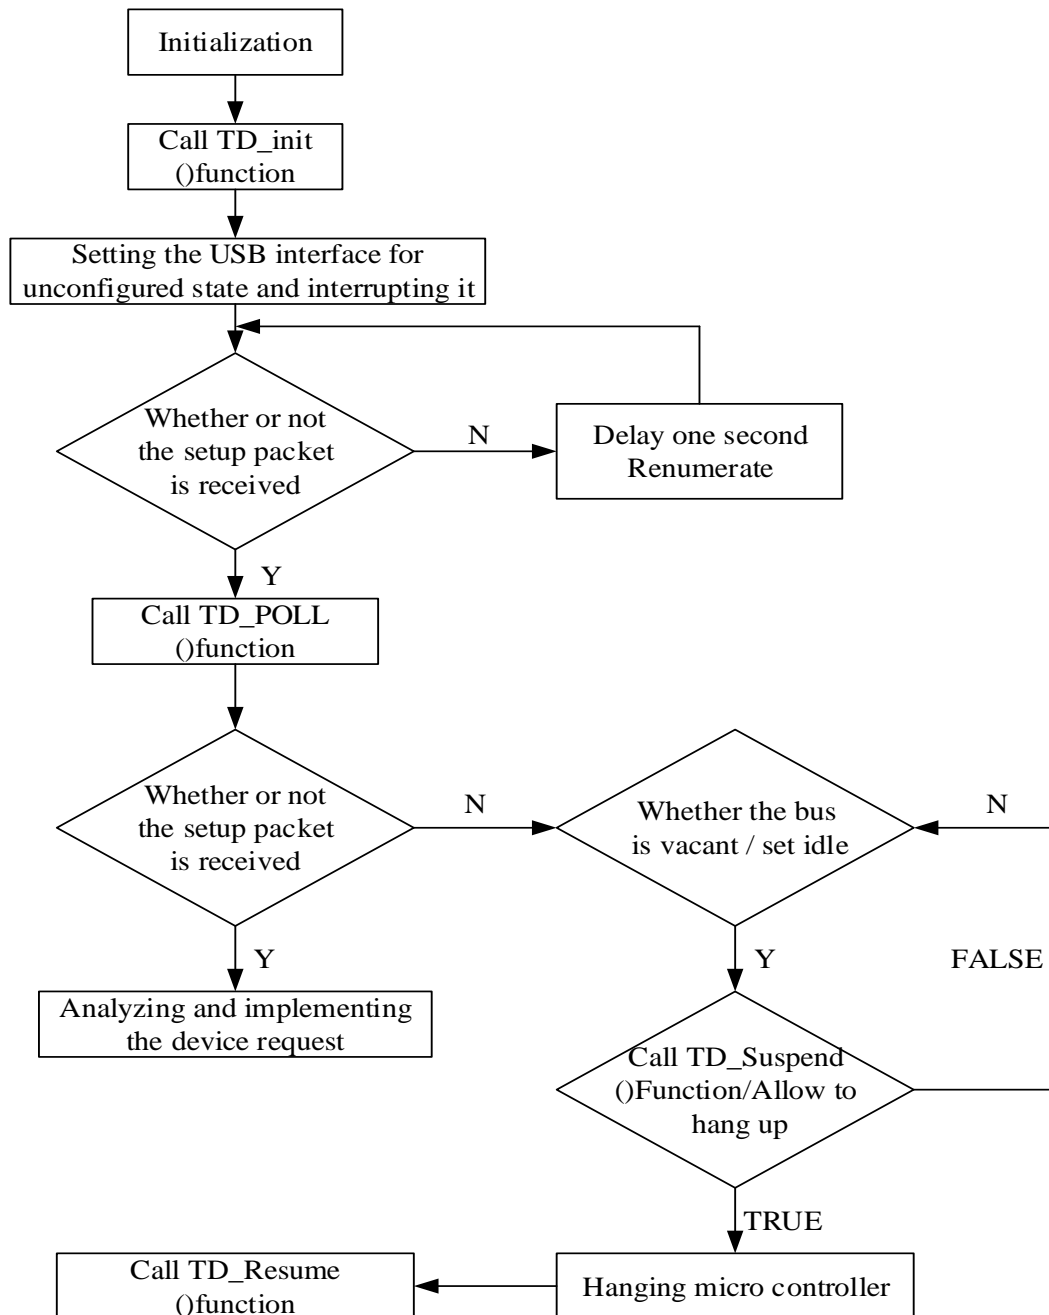 Initialization
Call TD_init
()function
Setting the USB interface for
unconfigured state and interrupting it
Whether or not
the setup packet
is received
N
Delay one second
Renumerate
Y
Call TD_POLL
()function
Whether or not
the setup packet
is received
N
Whether the bus
is vacant / set idle
N
Y
Analyzing and implementing
the device request
Y
FALSE
Call TD_Suspend
()Function/Allow to
hang up
TRUE
Call TD_Resume
()function
Hanging micro controller